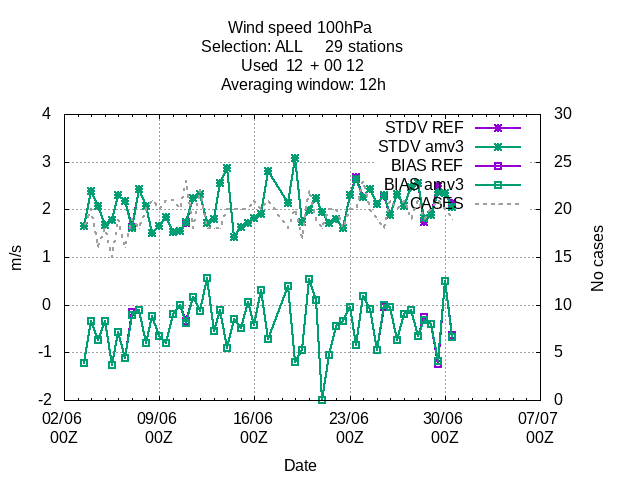 Wind speed 100hPa
Selection: ALL 29 stations
Used 12 + 00 12
Averaging window: 12h
4 30
STDV REF
STDV amv3
3 25
BIAS REF
BIAS amv3
2 20
CASES
1 15
m/s
No cases
0 10
-1 5
-2 0
02/06 09/06 16/06 23/06 30/06 07/07
00Z 00Z 00Z 00Z 00Z 00Z
Date